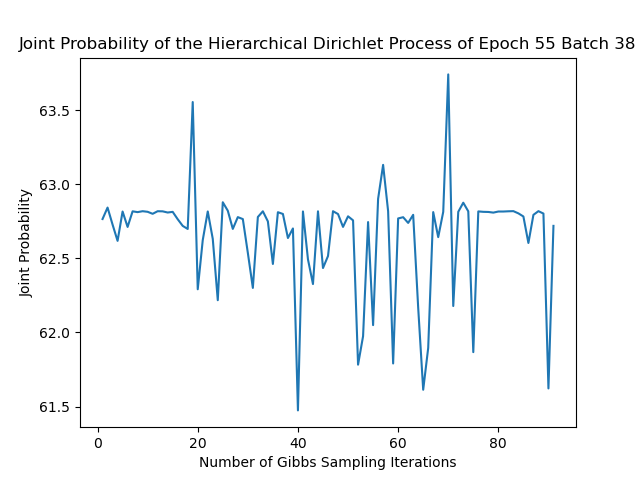 Joint Probability of the Hierarchical Dirichlet Process of Epoch 55 Batch 38
63.5
63.0
62.5
62.0
61.5
Joint Probability
0 20 40 60 80
Number of Gibbs Sampling Iterations